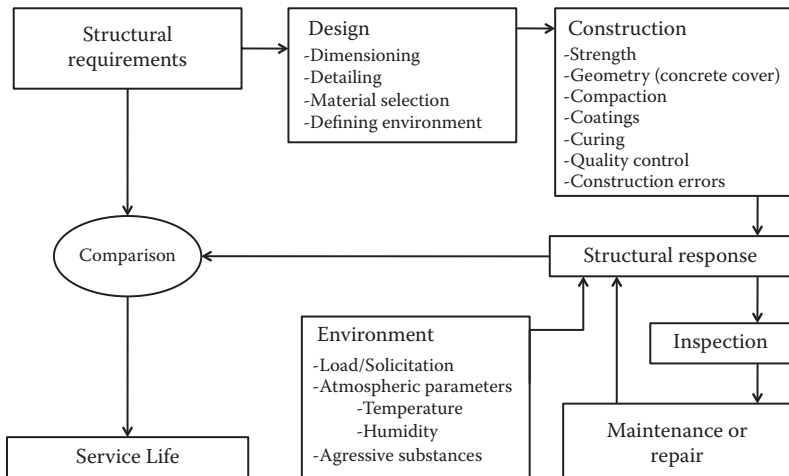 Structural
requirements
Design
-Dimensioning
-Detailing
-Material selection
-Defining environment
Construction
-Strength
-Geometry (concrete cover)
-Compaction
-Coatings
-Curing
-Quality control
-Construction errors
Comparison
Structural response
Environment
-Load/Solicitation
-Atmospheric parameters
-Temperature
-Humidity
-Agressive substances
Inspection
Maintenance or
repair
Service Life